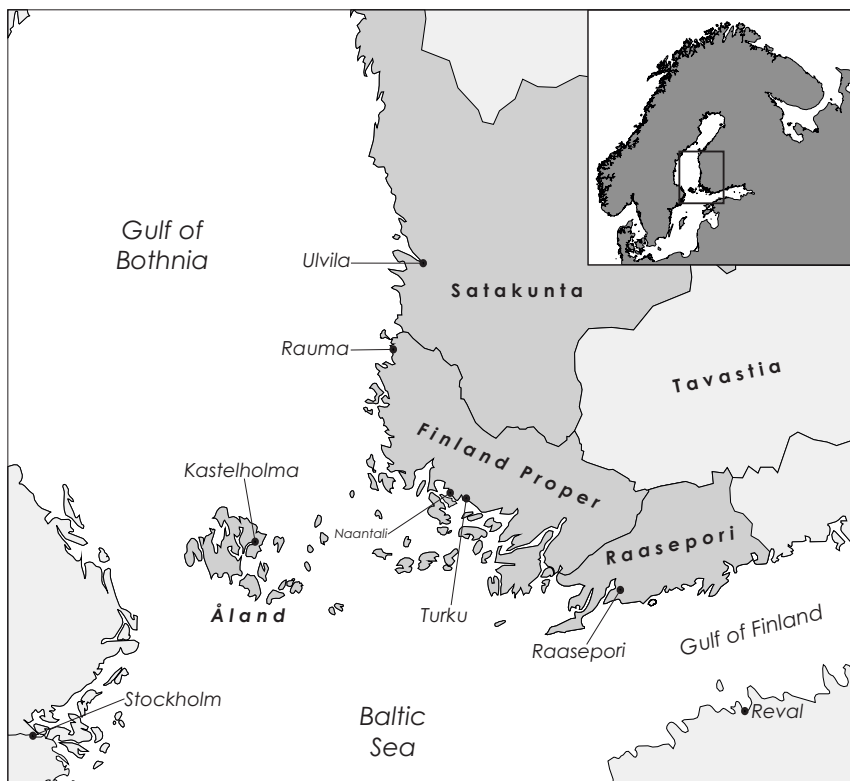 Gulf of
Bothnia
Ulvila
Satakunta
Rauma
Tavastia
Finland Proper
Kastelholma
Naantali
Raasepori
Åland
Turku
Raasepori
Gulf of Finland
Stockholm
Baltic
Sea
Reval